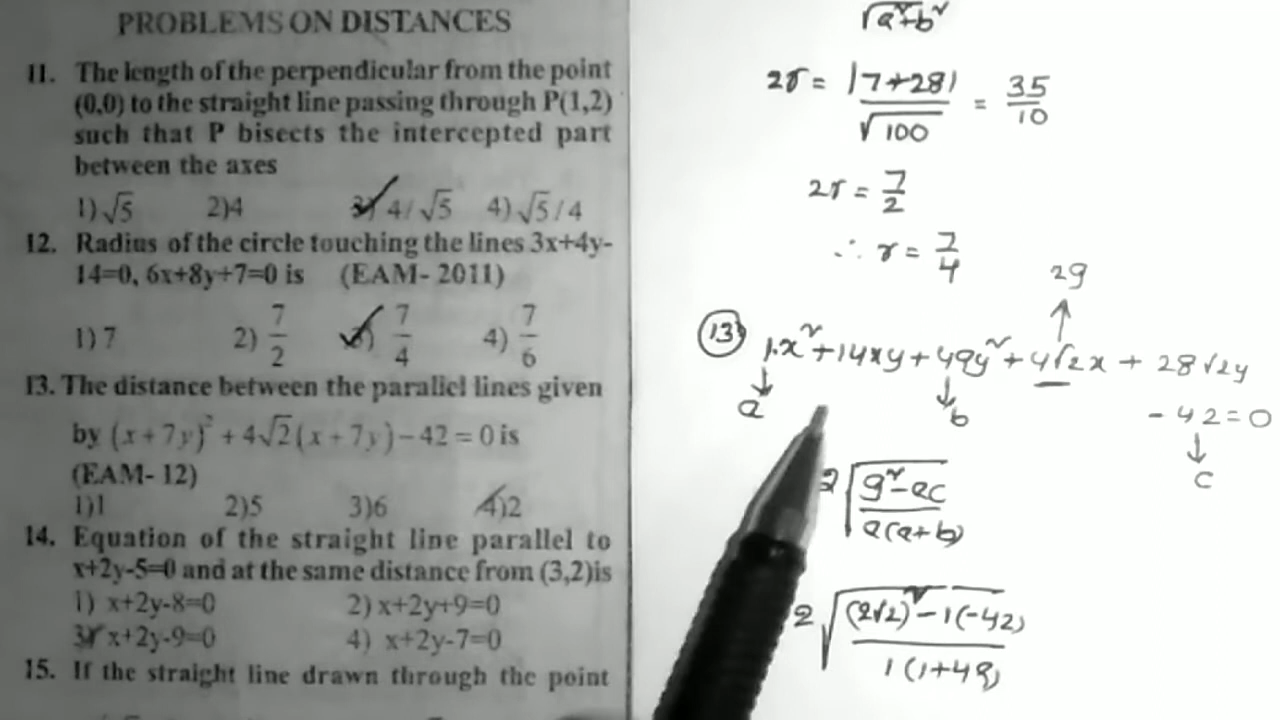 PROBLEMS ON DISTANCES
11. The length of the perpendicular from the point
(0,0) to the straight line passing through P(1,2)
such that P bisects the intercepted part
between the axes
1) √5 2) 4 3) 4/√5 4) √5/4
12. Radius of the circle touching the lines 3x+4y-
14=0, 6x+8y+7=0 is (EAM- 2011)
1) 7 2) 7/2 3) 7/4 4) 7/6
13. The distance between the parallel lines given
by (x+7y)² + 4√2(x+7y) − 42 = 0 is
(EAM- 12)
1)1 2)5 3)6 4)2
14. Equation of the straight line parallel to
x+2y-5=0 and at the same distance from (3,2)is
1) x+2y-8=0 2) x+2y+9=0
3) x+2y-9=0 4) x+2y-7=0
15. If the straight line drawn through the point
√a²+b²
2r = |7+28| / √100 = 35/10
2r = 7/2
∴ r = 7/4
2g
13 1.x² + 14xy + 49y² + 4√2x + 28√2y
- 42 = 0
a b c
2 √(g²-ac / a(a+b))
2 √((2√2)² - 1(-42) / 1(1+49))